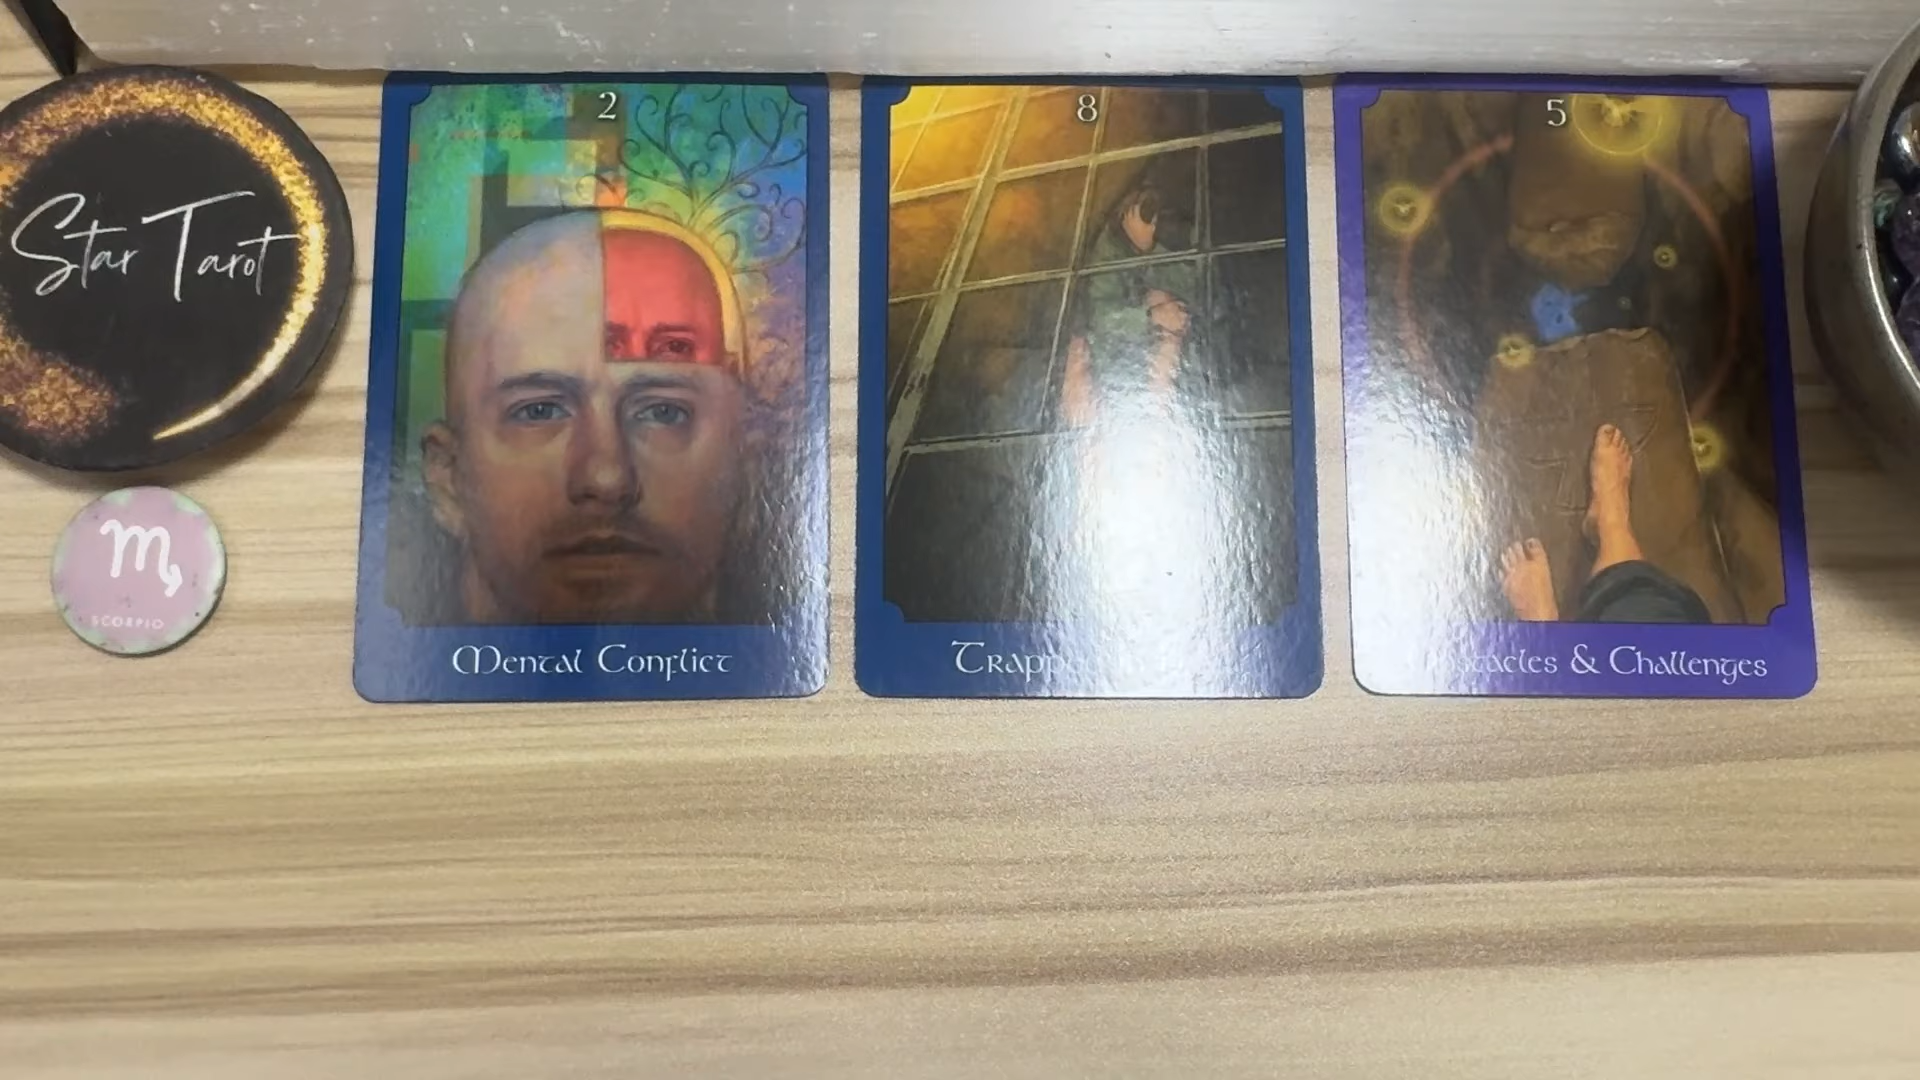 Star Tarot
SCORPIO
2
Mental Conflict
8
5
& Challenges